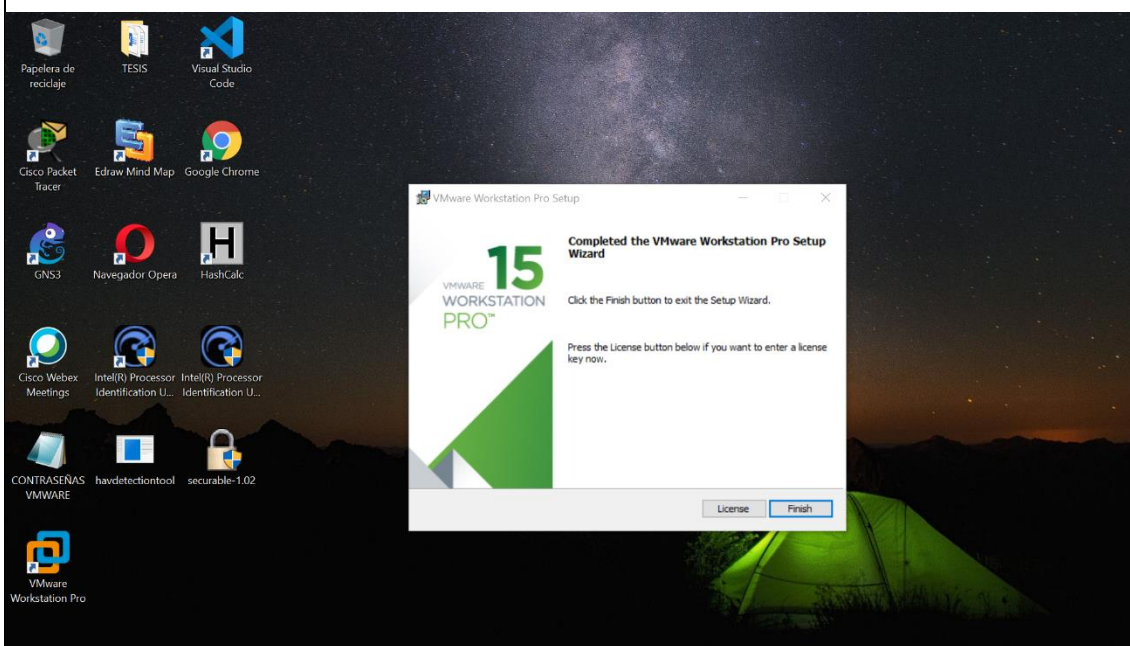 Papelera de
reciclaje
TESIS
Visual Studio
Code
Cisco Packet
Tracer
Edraw Mind Map
Google Chrome
GNS3
Navegador Opera
H
HashCalc
Cisco Webex
Meetings
Intel(R) Processor
Identification U...
Intel(R) Processor
Identification U...
CONTRASEÑAS
VMWARE
havdetectiontool
securable-1.02
VMware
Workstation Pro
VMware Workstation Pro Setup
VMWARE 15
WORKSTATION
PRO™
Completed the VMware Workstation Pro Setup
Wizard
Click the Finish button to exit the Setup Wizard.
Press the License button below if you want to enter a license
key now.
License
Finish